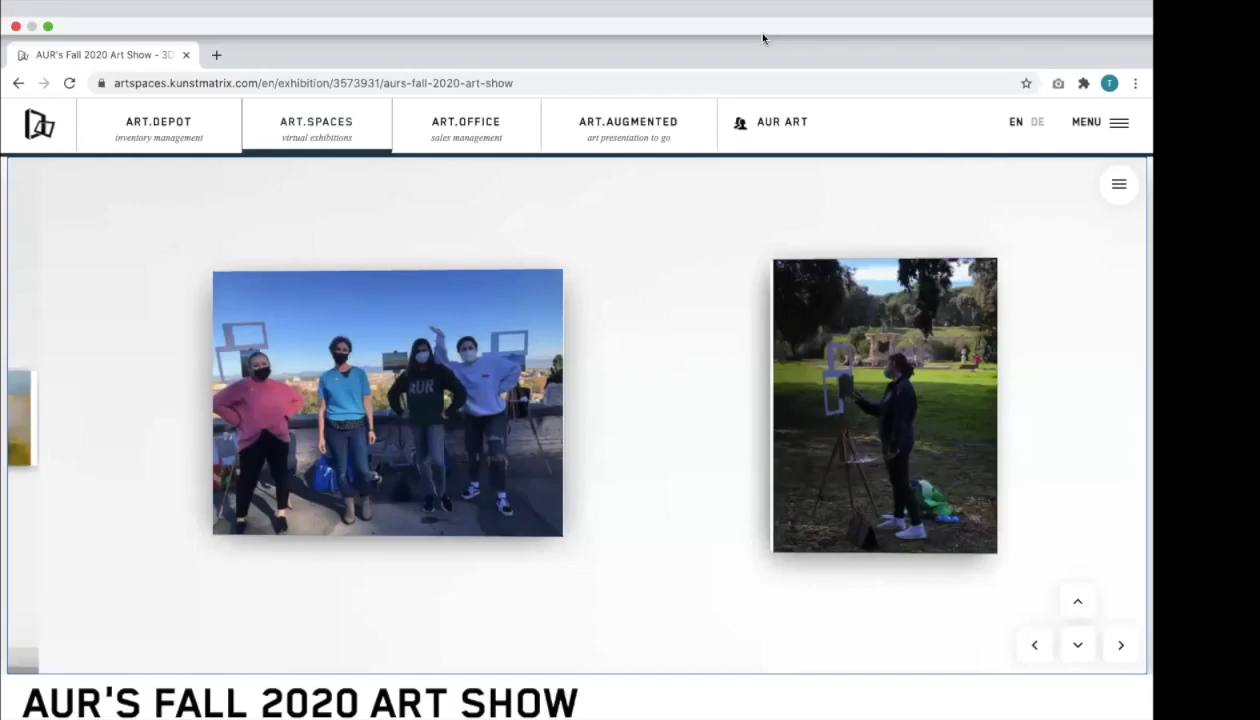 AUR's Fall 2020 Art Show - 3D
artspaces.kunstmatrix.com/en/exhibition/3573931/aurs-fall-2020-art-show
T
ART.DEPOT
inventory management
ART.SPACES
virtual exhibitions
ART.OFFICE
sales management
ART.AUGMENTED
art presentation to go
AUR ART
EN DE
MENU
AUR
AUR'S FALL 2020 ART SHOW